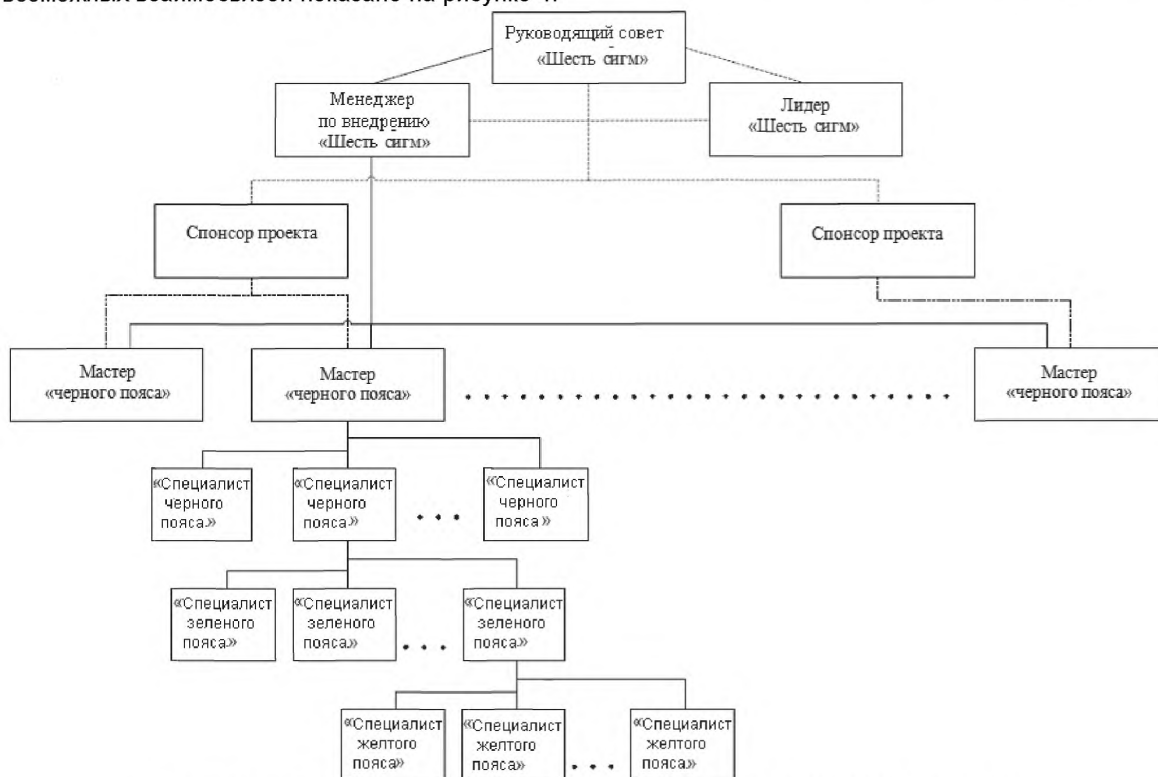 возможных взаимосвязей показано на рисунке
Руководящий совет
«Шесть сигм»
Менеджер
по внедрению
«Шесть сигм»
Лидер
«Шесть сигм»
Спонсор проекта
Спонсор проекта
Мастер
«черного пояса»
Мастер
«черного пояса»
Мастер
«черного пояса»
«Специалист
черного
пояса»
«Специалист
черного
пояса»
«Специалист
черного
пояса»
«Специалист
зеленого
пояса»
«Специалист
зеленого
пояса»
«Специалист
зеленого
пояса»
«Специалист
желтого
пояса»
«Специалист
желтого
пояса»
«Специалист
желтого
пояса»